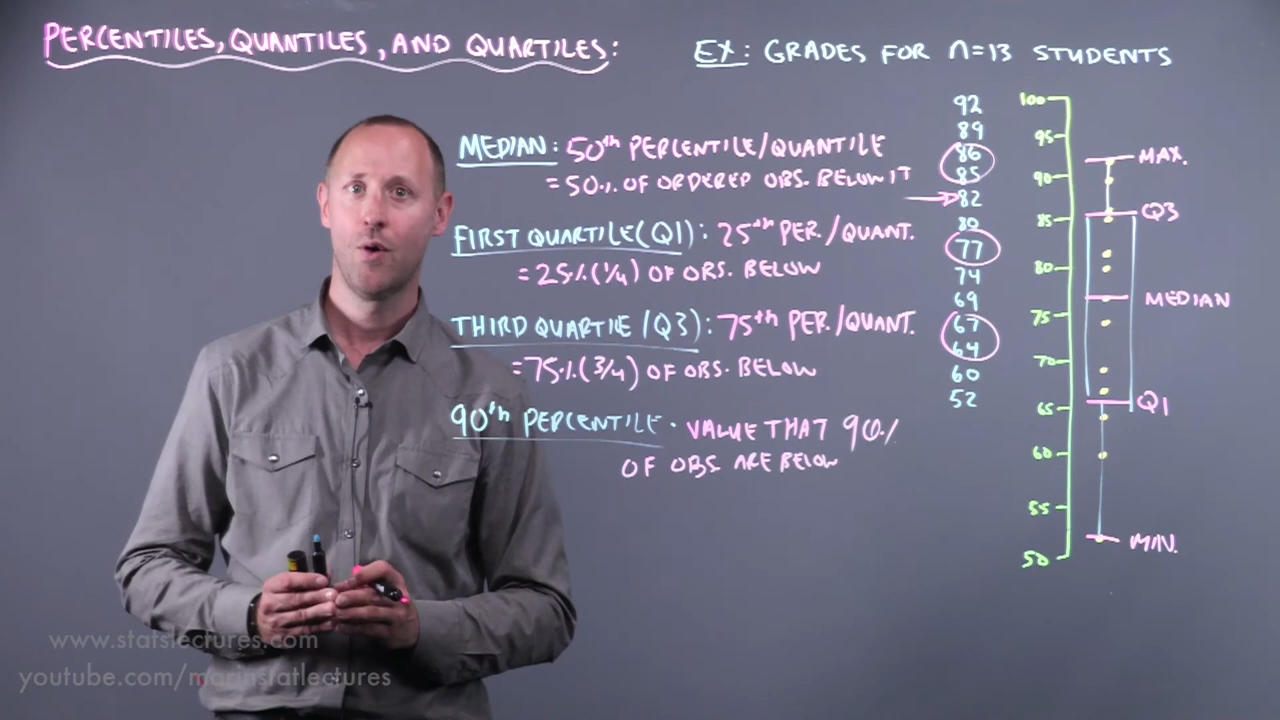 PERCENTILES, QUANTILES, AND QUARTILES:
MEDIAN: 50th PERCENTILE/QUANTILE
= 50% OF ORDERED OBS. BELOW IT
FIRST QUARTILE (Q1): 25th PER./QUANT.
= 25% (1/4) OF OBS. BELOW
THIRD QUARTILE (Q3): 75th PER./QUANT.
= 75% (3/4) OF OBS. BELOW
90th PERCENTILE: VALUE THAT 90%
OF OBS ARE BELOW
EX: GRADES FOR n=13 STUDENTS
92
89
86
85
82
80
77
74
69
67
64
60
52
100
95
90
85
80
75
70
65
60
55
50
MAX.
Q3
MEDIAN
Q1
MIN.
www.statslectures.com
youtube.com/marinstatlectures